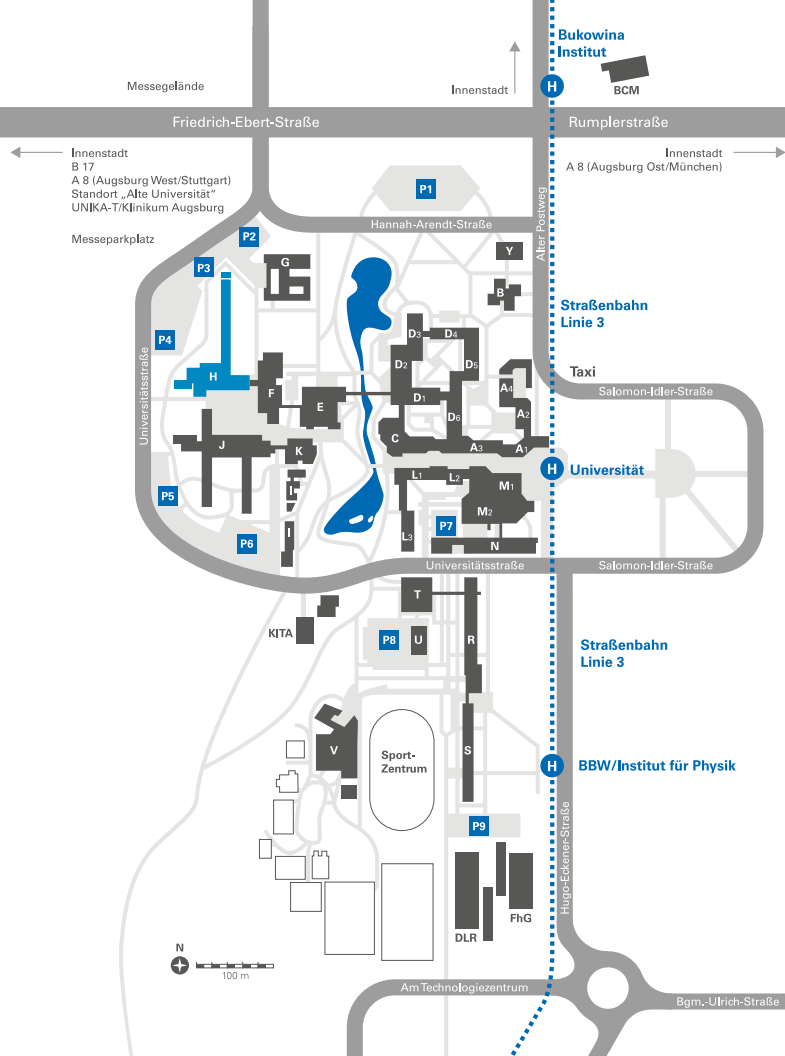 Bukowina
Institut
Messegelände
Innenstadt
H
BCM
Friedrich-Ebert-Straße
Rumplerstraße
Innenstadt
B 17
A 8 (Augsburg West/Stuttgart)
Standort „Alte Universität“
UNIKA-T/Klinikum Augsburg
Messeparkplatz
Innenstadt
A 8 (Augsburg Ost/München)
P1
Hannah-Arendt-Straße
Alter Postweg
P2
P3
G
Y
B
P4
Straßenbahn
Linie 3
D3
D4
D2
D5
Universitätsstraße
H
F
E
D1
D6
A4
A2
Taxi
Salomon-Idler-Straße
J
K
C
A3
A1
H
Universität
I
L1
L2
M1
M2
P5
P6
I
L3
P7
N
Universitätsstraße
Salomon-Idler-Straße
T
KITA
P8
U
R
Straßenbahn
Linie 3
V
Sport-
Zentrum
S
H
BBW/Institut für Physik
P9
Hugo-Eckener-Straße
DLR
FhG
N
100 m
Am Technologiezentrum
Bgm.-Ulrich-Straße